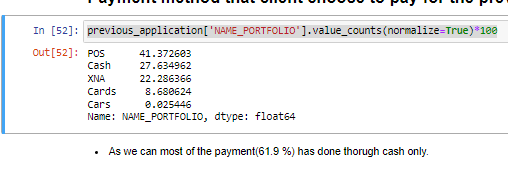 Payment method that client choose to pay for the pre
In [52]: previous_application['NAME_PORTFOLIO'].value_counts(normalize=True)*100
Out[52]: POS 41.372603
Cash 27.634962
XNA 22.286366
Cards 8.680624
Cars 0.025446
Name: NAME_PORTFOLIO, dtype: float64
• As we can most of the payment(61.9 %) has done thorugh cash only.